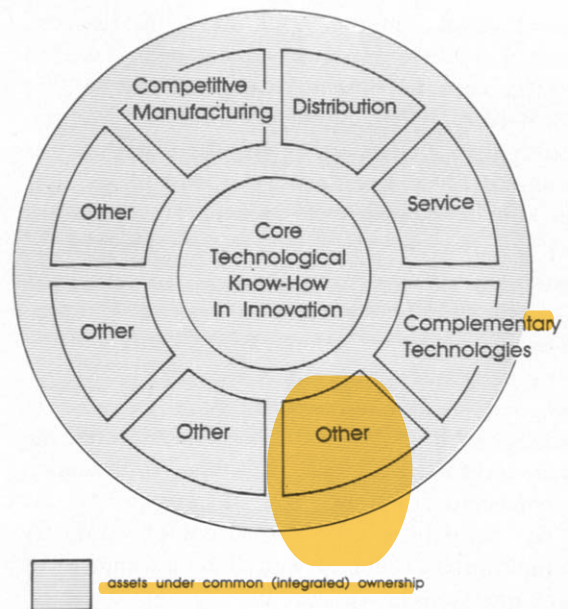 Competitive
Manufacturing
Distribution
Other
Service
Core
Technological
Know-How
In Innovation
Other
Complementary
Technologies
Other
Other
assets under common (integrated) ownership